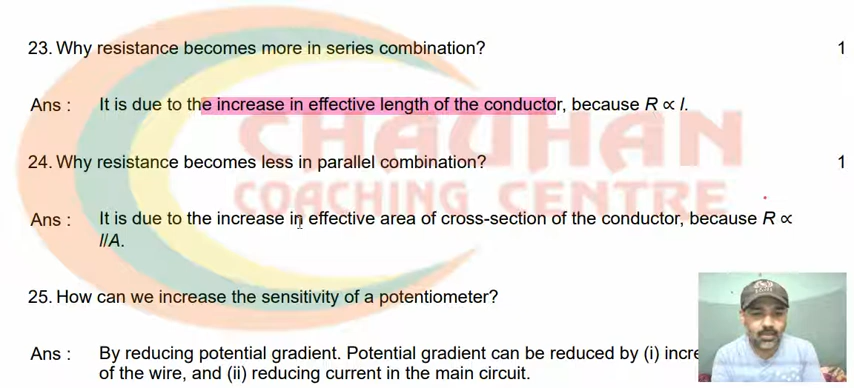 23. Why resistance becomes more in series combination? 1
Ans : It is due to the increase in effective length of the conductor, because R ∝ l.
24. Why resistance becomes less in parallel combination? 1
Ans : It is due to the increase in effective area of cross-section of the conductor, because R ∝
l/A.
25. How can we increase the sensitivity of a potentiometer?
Ans : By reducing potential gradient. Potential gradient can be reduced by (i)
of the wire, and (ii) reducing current in the main circuit.
CHAUHAN
COACHING CENTRE